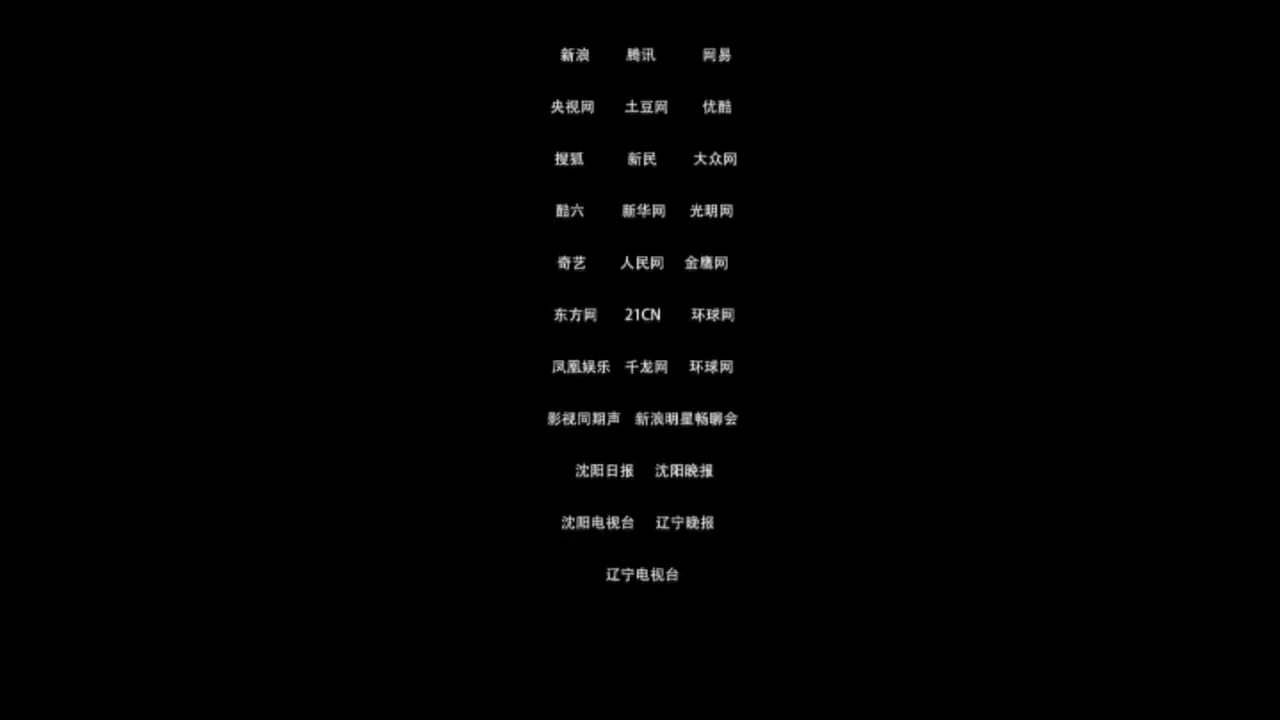 新浪 腾讯 网易
央视网 土豆网 优酷
搜狐 新民 大众网
酷六 新华网 光明网
奇艺 人民网 金鹰网
东方网 21CN 环球网
凤凰娱乐 千龙网 环球网
影视同期声 新浪明星畅聊会
沈阳日报 沈阳晚报
沈阳电视台 辽宁晚报
辽宁电视台